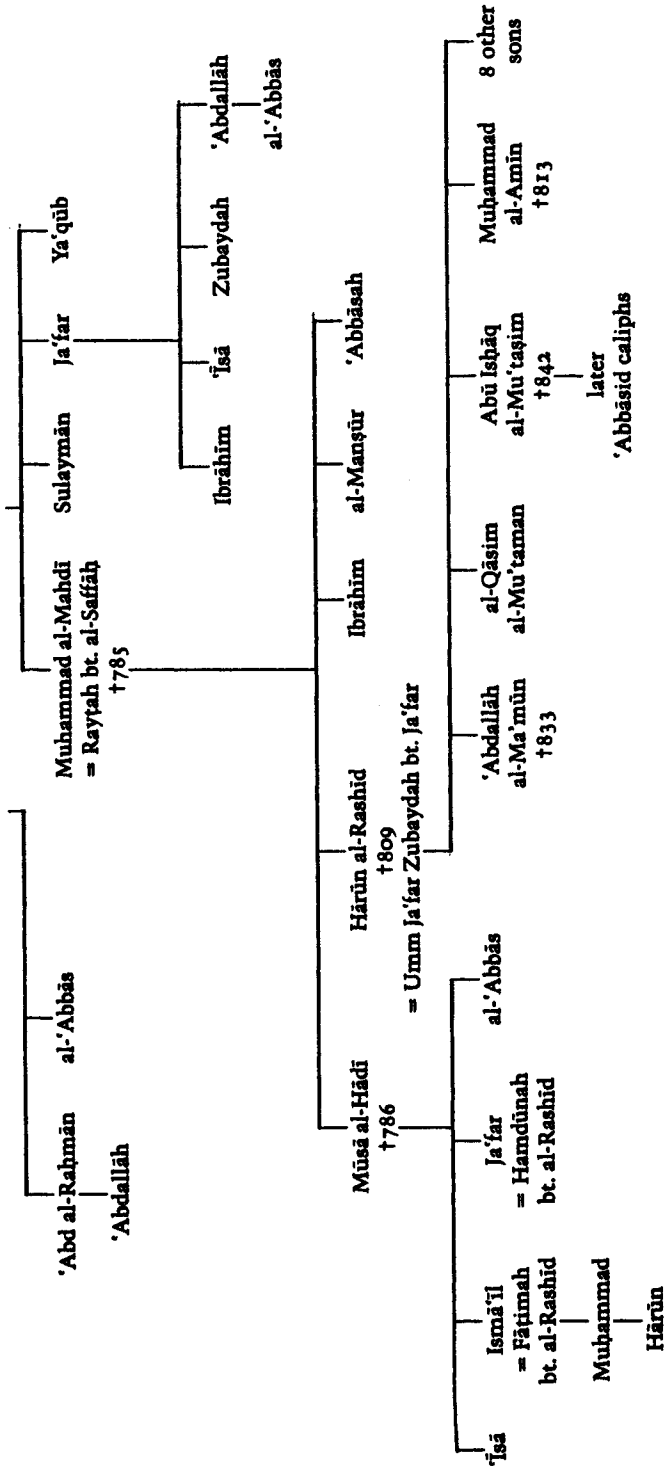 'Abd al-Raḥmān
'Abdallāh
al-'Abbās
Muhammad al-Mahdī
= Rayṭah bt. al-Saffāḥ
†785
Sulaymān
Ja'far
Ya'qūb
Ibrāhīm
'Īsā
Zubaydah
'Abdallāh
al-'Abbās
Mūsā al-Hādī
†786
Hārūn al-Rashīd
†809
= Umm Ja'far Zubaydah bt. Ja'far
Ibrāhīm
al-Manṣūr
'Abbāsah
'Īsā
Ismā'īl
= Fāṭimah
bt. al-Rashīd
Muḥammad
Hārūn
Ja'far
= Hamdūnah
bt. al-Rashīd
al-'Abbās
'Abdallāh
al-Ma'mūn
†833
al-Qāsim
al-Mu'taman
Abū Isḥāq
al-Mu'taṣim
†842
later
'Abbāsid caliphs
Muḥammad
al-Amīn
†813
8 other
sons